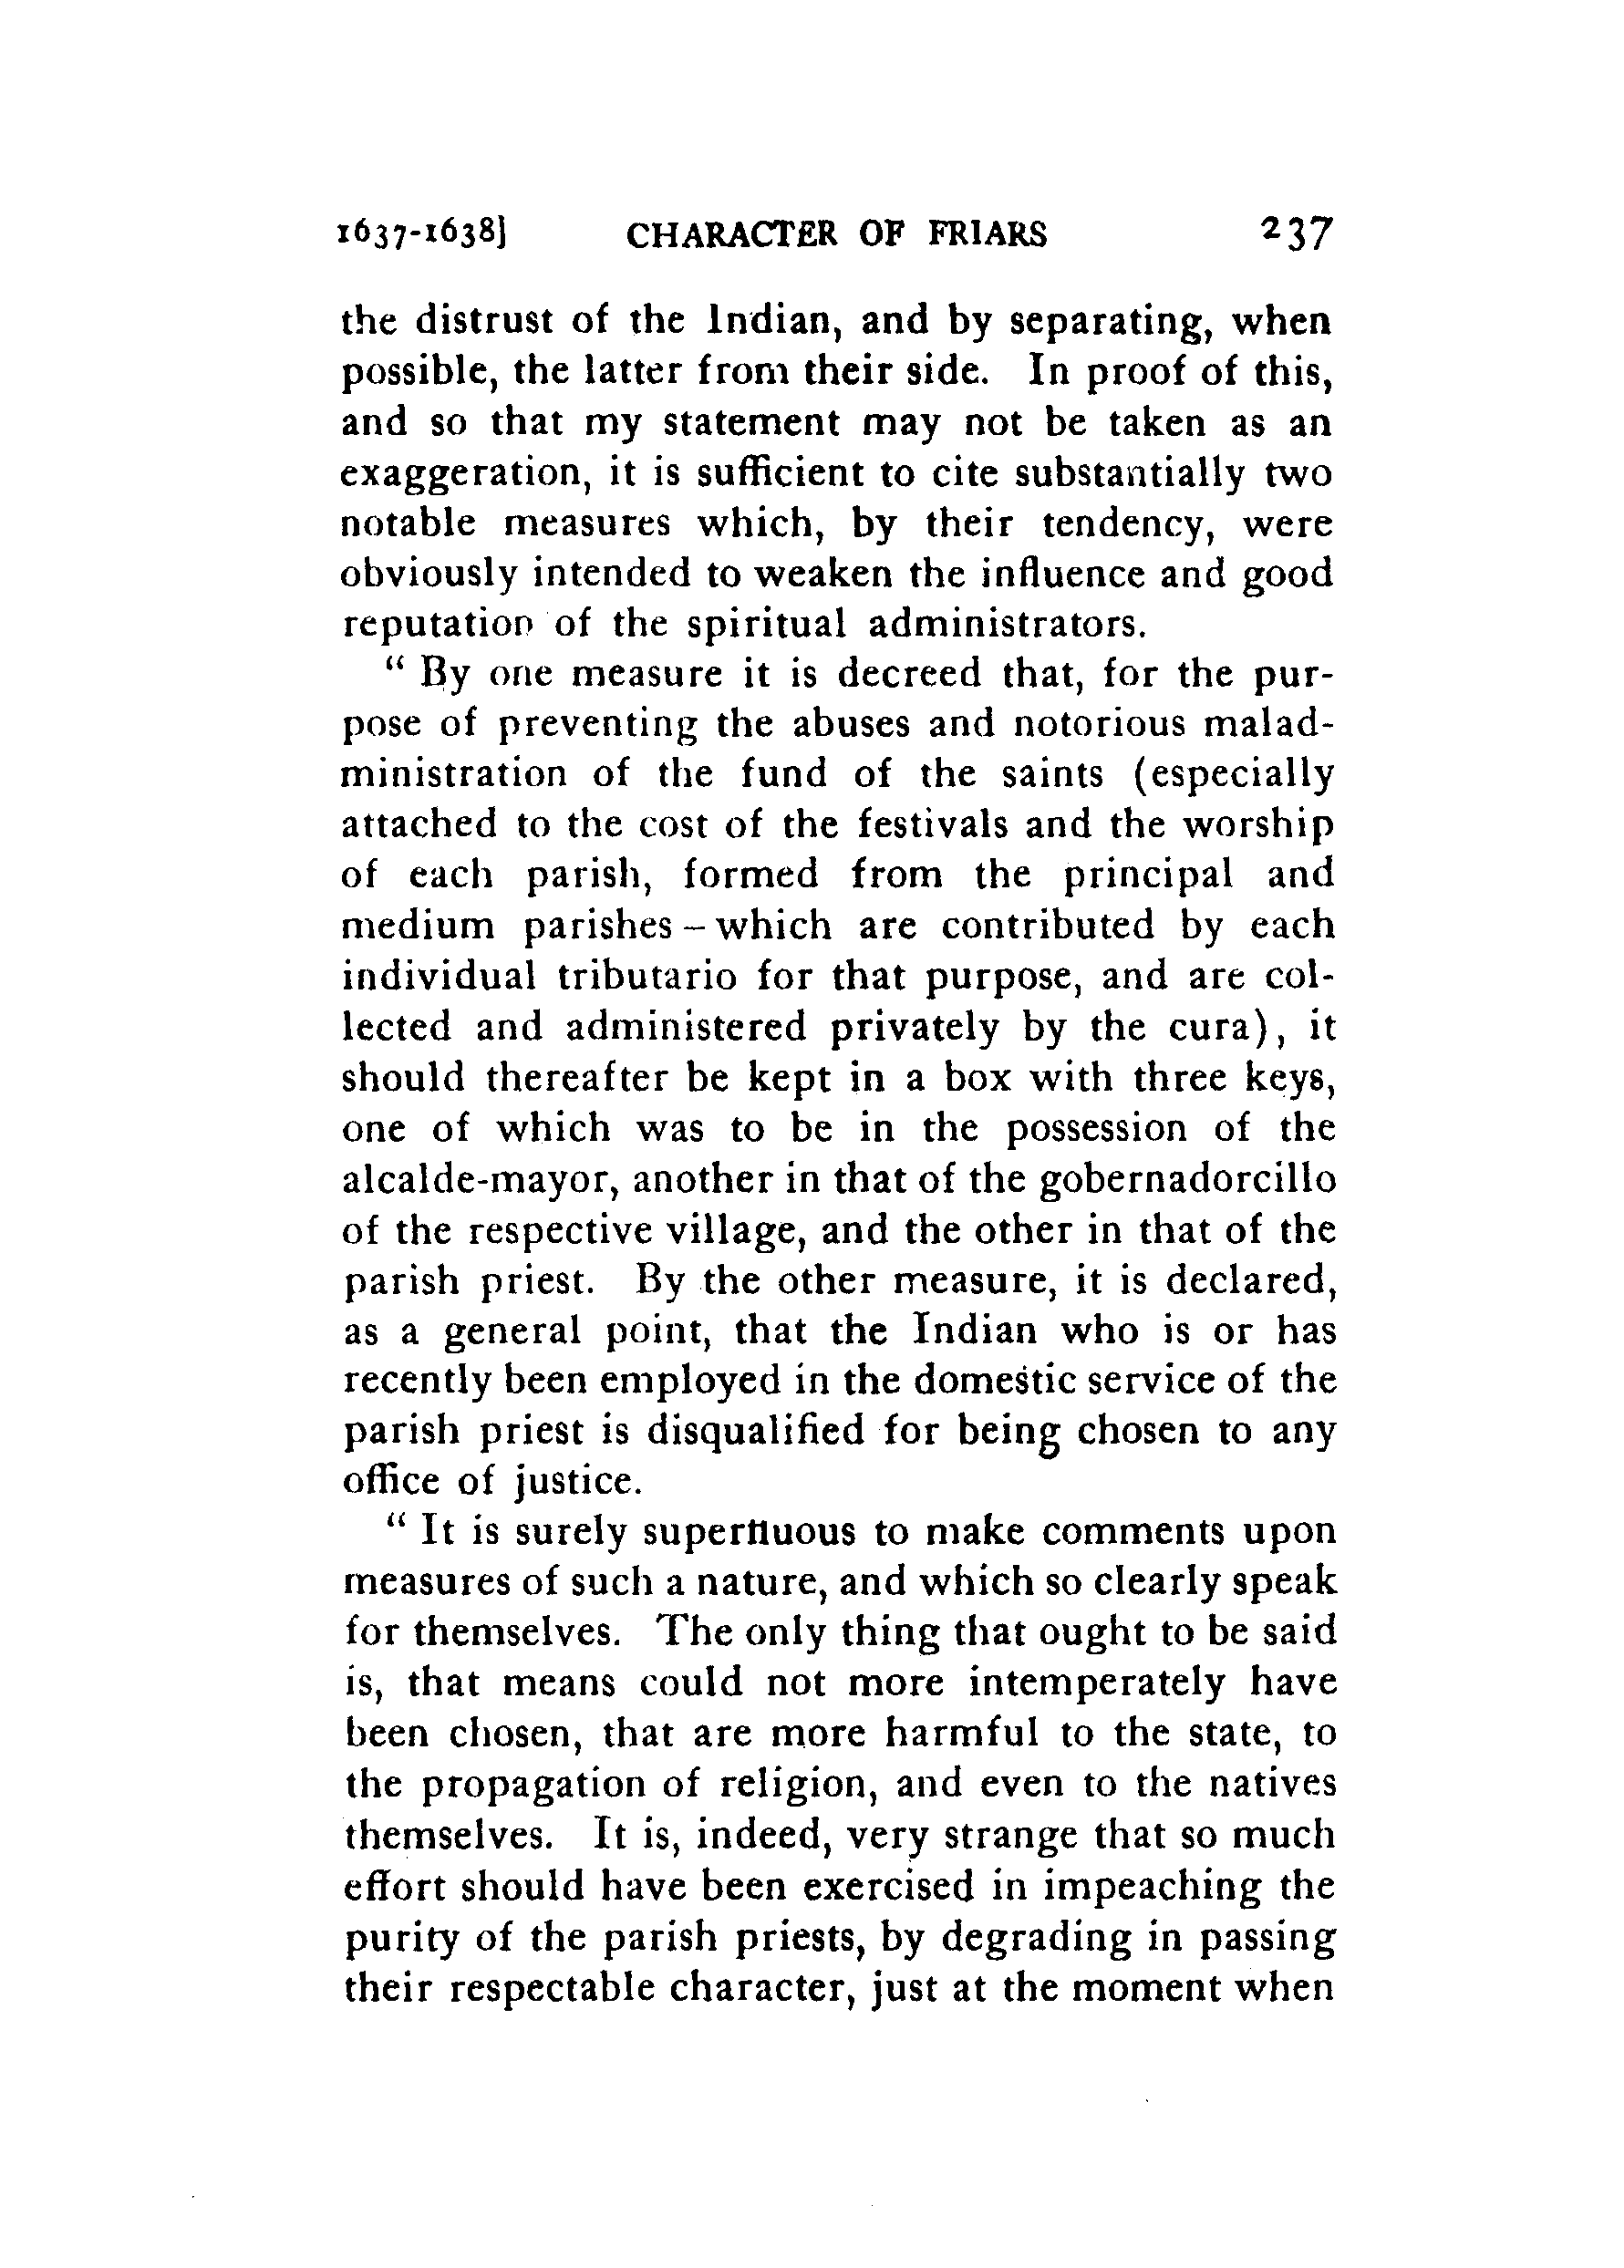 1637-1638] CHARACTER OF FRIARS 237
the distrust of the Indian, and by separating, when
possible, the latter from their side. In proof of this,
and so that my statement may not be taken as an
exaggeration, it is sufficient to cite substantially two
notable measures which, by their tendency, were
obviously intended to weaken the influence and good
reputation of the spiritual administrators.
“ By one measure it is decreed that, for the pur-
pose of preventing the abuses and notorious malad-
ministration of the fund of the saints (especially
attached to the cost of the festivals and the worship
of each parish, formed from the principal and
medium parishes – which are contributed by each
individual tributario for that purpose, and are col-
lected and administered privately by the cura), it
should thereafter be kept in a box with three keys,
one of which was to be in the possession of the
alcalde-mayor, another in that of the gobernadorcillo
of the respective village, and the other in that of the
parish priest. By the other measure, it is declared,
as a general point, that the Indian who is or has
recently been employed in the domestic service of the
parish priest is disqualified for being chosen to any
office of justice.
“ It is surely superfluous to make comments upon
measures of such a nature, and which so clearly speak
for themselves. The only thing that ought to be said
is, that means could not more intemperately have
been chosen, that are more harmful to the state, to
the propagation of religion, and even to the natives
themselves. It is, indeed, very strange that so much
effort should have been exercised in impeaching the
purity of the parish priests, by degrading in passing
their respectable character, just at the moment when